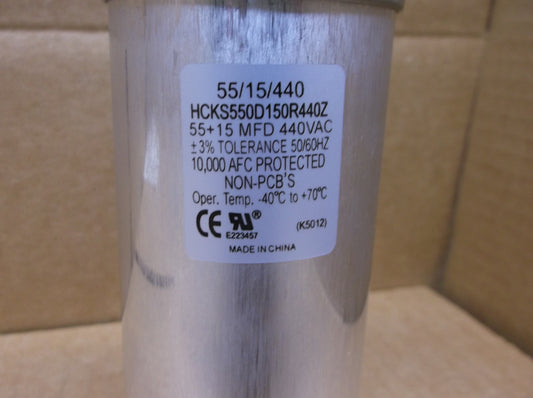 55/15/440
HCKS550D150R440Z
55+15 MFD 440VAC
±3% TOLERANCE 50/60HZ
10,000 AFC PROTECTED
NON-PCB'S
Oper. Temp. -40℃ to +70℃
CE RU® (K5012)
E223457
MADE IN CHINA